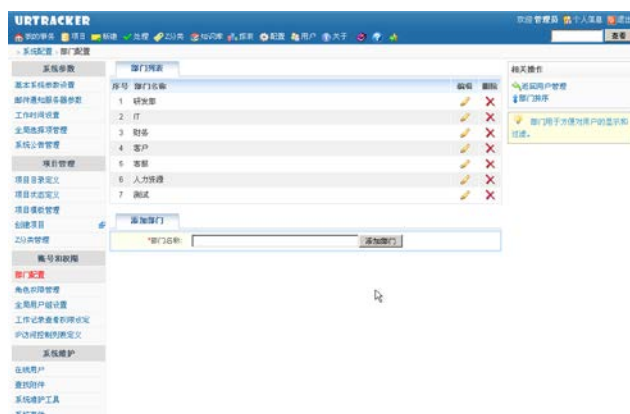 URTRACKER
欢迎 管理员 个人信息 退出
我的事务 项目 新建 处理 Z分类 知识库 报表 配置 用户 关于 查看
系统配置 - 部门配置
系统参数
基本系统参数设置
邮件通知服务器参数
工作时间设置
全局选择项管理
系统公告管理
项目管理
项目目录定义
项目状态定义
项目模板管理
创建项目
Z分类管理
账号和权限
部门配置
角色权限管理
全局用户组设置
工作记录查看权限设定
IP访问控制列表定义
系统维护
在线用户
查找附件
系统维护工具
部门列表
序号 部门名称 编辑 删除
1 研发部
2 IT
3 财务
4 客户
5 客服
6 人力资源
7 测试
添加部门
*部门名称: 添加部门
相关操作
返回用户管理
部门排序
部门用于方便对用户的显示和
过滤。